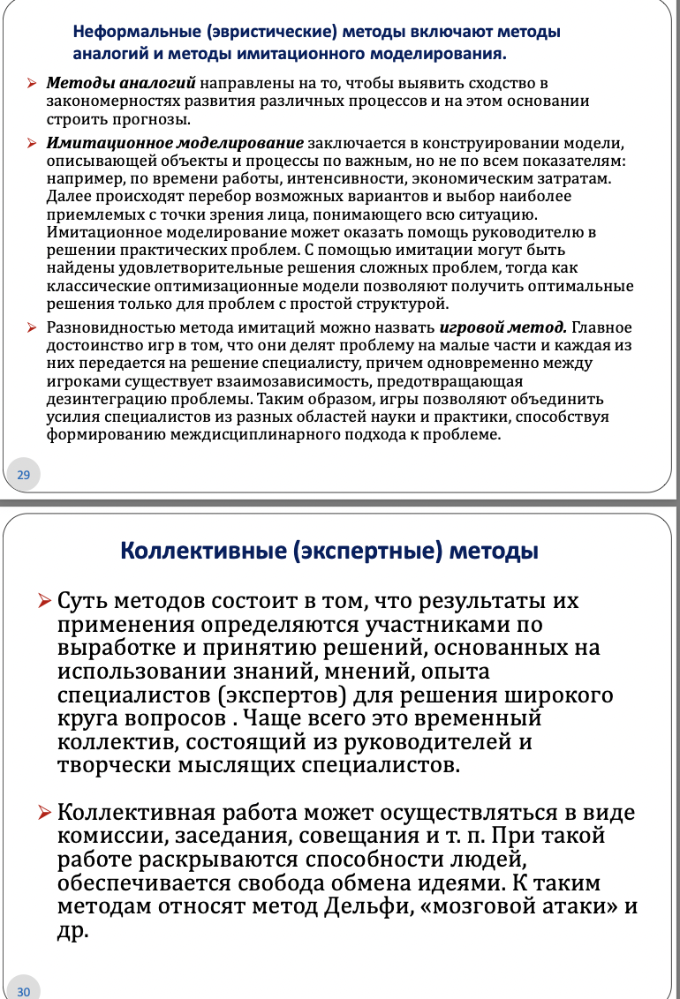 Неформальные (эвристические) методы включают методы
аналогий и методы имитационного моделирования.
Методы аналогий направлены на то, чтобы выявить сходство в
закономерностях развития различных процессов и на этом основании
строить прогнозы.
Имитационное моделирование заключается в конструировании модели,
описывающей объекты и процессы по важным, но не по всем показателям:
например, по времени работы, интенсивности, экономическим затратам.
Далее происходят перебор возможных вариантов и выбор наиболее
приемлемых с точки зрения лица, понимающего всю ситуацию.
Имитационное моделирование может оказать помощь руководителю в
решении практических проблем. С помощью имитации могут быть
найдены удовлетворительные решения сложных проблем, тогда как
классические оптимизационные модели позволяют получить оптимальные
решения только для проблем с простой структурой.
Разновидностью метода имитаций можно назвать игровой метод. Главное
достоинство игр в том, что они делят проблему на малые части и каждая из
них передается на решение специалисту, причем одновременно между
игроками существует взаимозависимость, предотвращающая
дезинтеграцию проблемы. Таким образом, игры позволяют объединить
усилия специалистов из разных областей науки и практики, способствуя
формированию междисциплинарного подхода к проблеме.
29
Коллективные (экспертные) методы
Суть методов состоит в том, что результаты их
применения определяются участниками по
выработке и принятию решений, основанных на
использовании знаний, мнений, опыта
специалистов (экспертов) для решения широкого
круга вопросов . Чаще всего это временный
коллектив, состоящий из руководителей и
творчески мыслящих специалистов.
Коллективная работа может осуществляться в виде
комиссии, заседания, совещания и т. п. При такой
работе раскрываются способности людей,
обеспечивается свобода обмена идеями. К таким
методам относят метод Дельфи, «мозговой атаки» и
др.
30